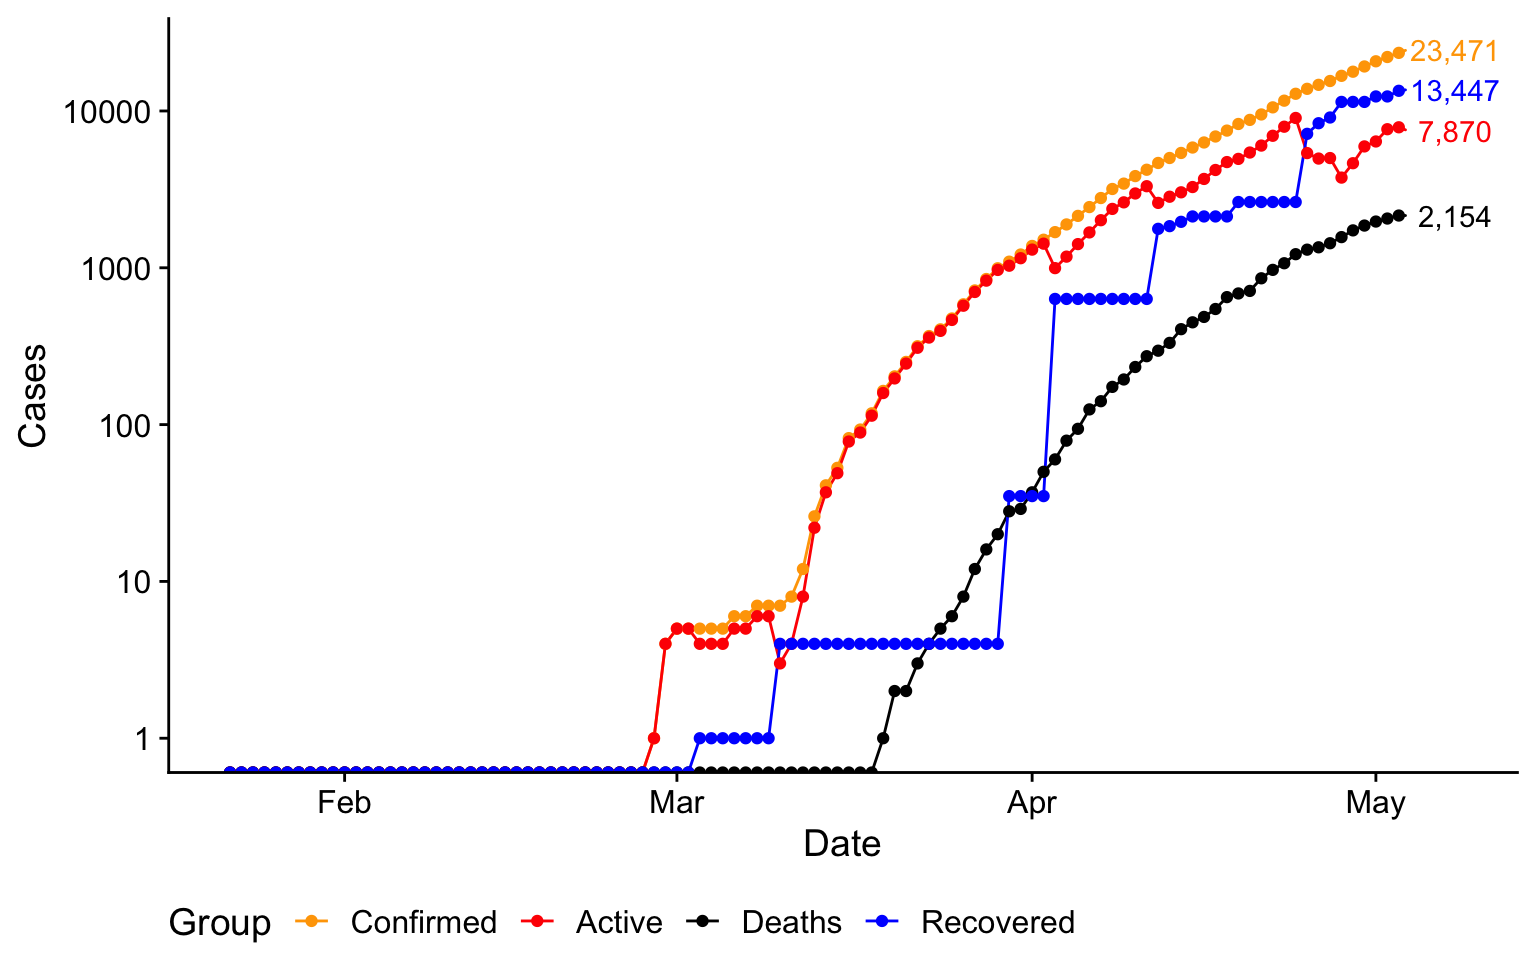 23,471
13,447
7,870
2,154
10000
1000
100
10
1
Cases
Feb Mar Apr May
Date
Group Confirmed Active Deaths Recovered